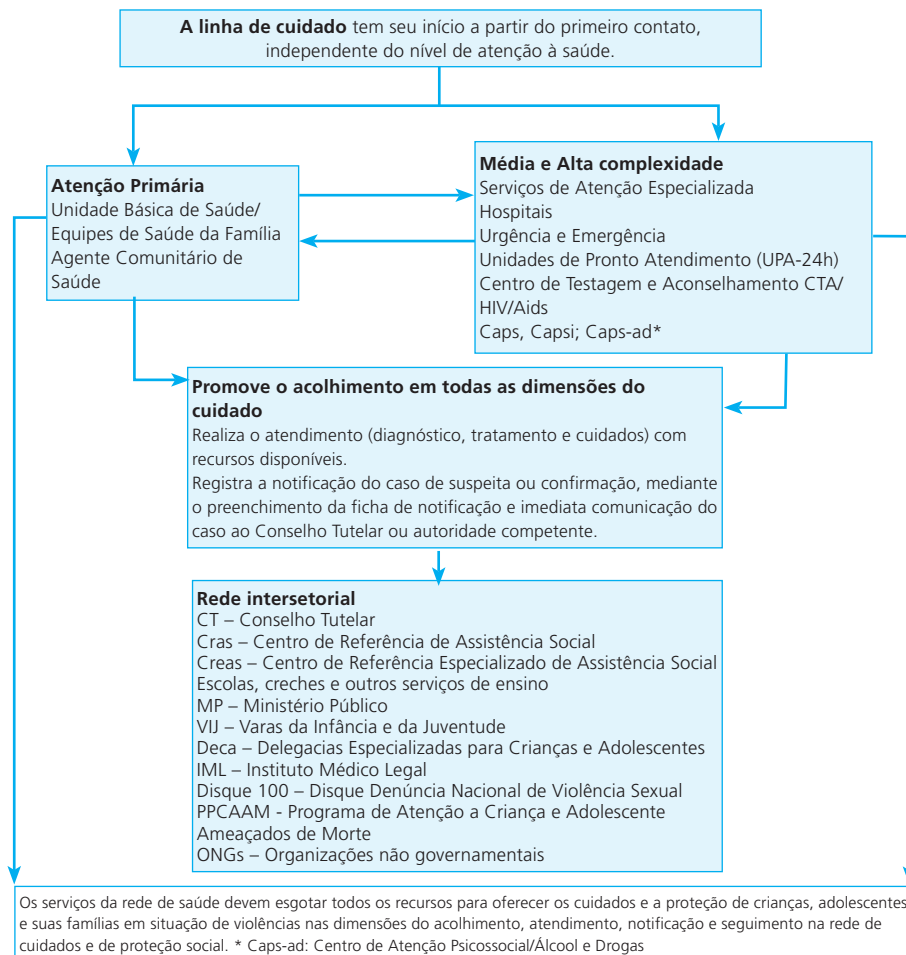 A linha de cuidado tem seu início a partir do primeiro contato,
independente do nível de atenção à saúde.
Atenção Primária
Unidade Básica de Saúde/
Equipes de Saúde da Família
Agente Comunitário de
Saúde
Média e Alta complexidade
Serviços de Atenção Especializada
Hospitais
Urgência e Emergência
Unidades de Pronto Atendimento (UPA-24h)
Centro de Testagem e Aconselhamento CTA/
HIV/Aids
Caps, Capsi; Caps-ad*
Promove o acolhimento em todas as dimensões do
cuidado
Realiza o atendimento (diagnóstico, tratamento e cuidados) com
recursos disponíveis.
Registra a notificação do caso de suspeita ou confirmação, mediante
o preenchimento da ficha de notificação e imediata comunicação do
caso ao Conselho Tutelar ou autoridade competente.
Rede intersetorial
CT – Conselho Tutelar
Cras – Centro de Referência de Assistência Social
Creas – Centro de Referência Especializado de Assistência Social
Escolas, creches e outros serviços de ensino
MP – Ministério Público
VIJ – Varas da Infância e da Juventude
Deca – Delegacias Especializadas para Crianças e Adolescentes
IML – Instituto Médico Legal
Disque 100 – Disque Denúncia Nacional de Violência Sexual
PPCAAM - Programa de Atenção a Criança e Adolescente
Ameaçados de Morte
ONGs – Organizações não governamentais
Os serviços da rede de saúde devem esgotar todos os recursos para oferecer os cuidados e a proteção de crianças, adolescentes
e suas famílias em situação de violências nas dimensões do acolhimento, atendimento, notificação e seguimento na rede de
cuidados e de proteção social. * Caps-ad: Centro de Atenção Psicossocial/Álcool e Drogas